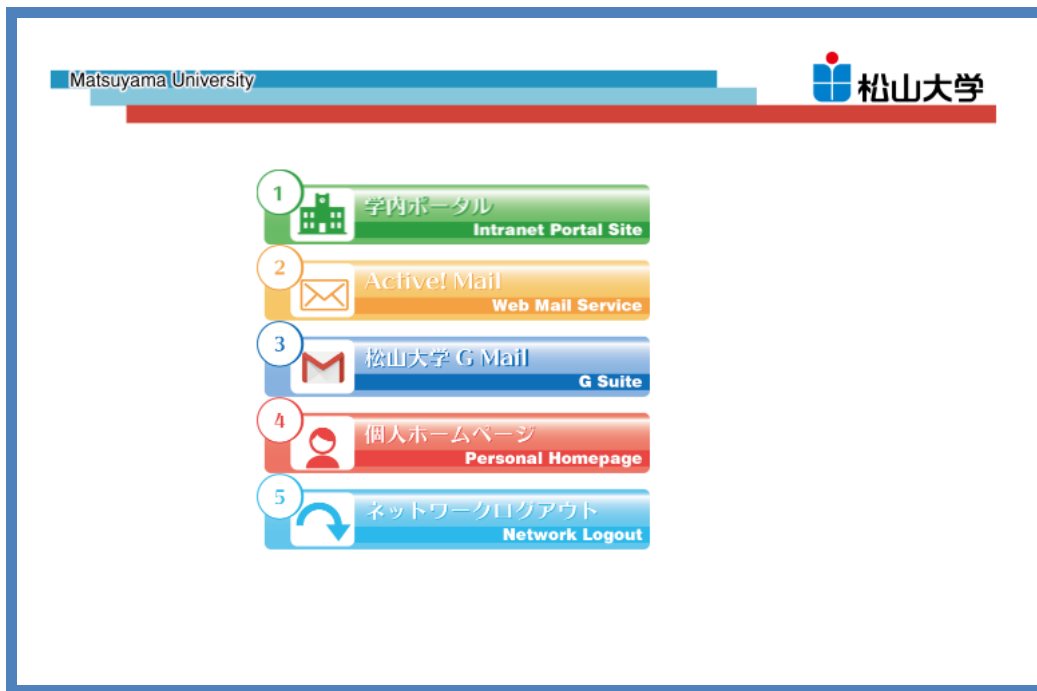 Matsuyama University
松山大学
1
学内ポータル
Intranet Portal Site
2
Active! Mail
Web Mail Service
3
松山大学 G Mail
G Suite
4
個人ホームページ
Personal Homepage
5
ネットワークログアウト
Network Logout